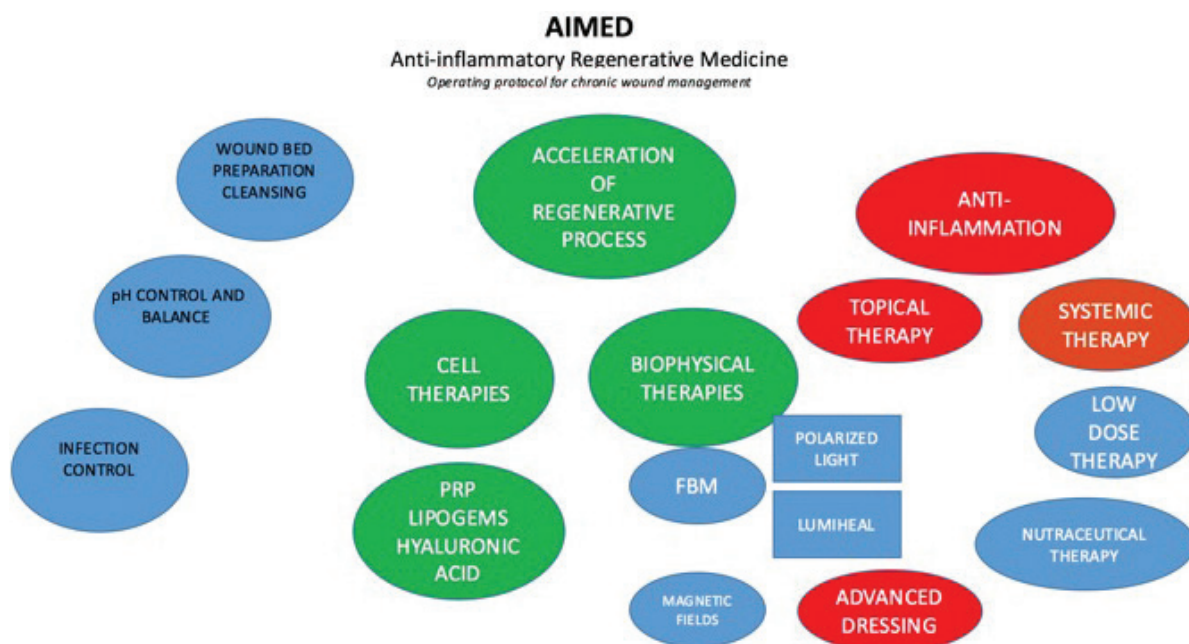 AIMED
Anti-inflammatory Regenerative Medicine
Operating protocol for chronic wound management
WOUND BED
PREPARATION
CLEANSING
pH CONTROL AND
BALANCE
INFECTION
CONTROL
ACCELERATION
OF
REGENERATIVE
PROCESS
CELL
THERAPIES
PRP
LIPOGEMS
HYALURONIC
ACID
BIOPHYSICAL
THERAPIES
POLARIZED
LIGHT
FBM
LUMIHEAL
MAGNETIC
FIELDS
ANTI-
INFLAMMATION
TOPICAL
THERAPY
ADVANCED
DRESSING
SYSTEMIC
THERAPY
LOW
DOSE
THERAPY
NUTRACEUTICAL
THERAPY